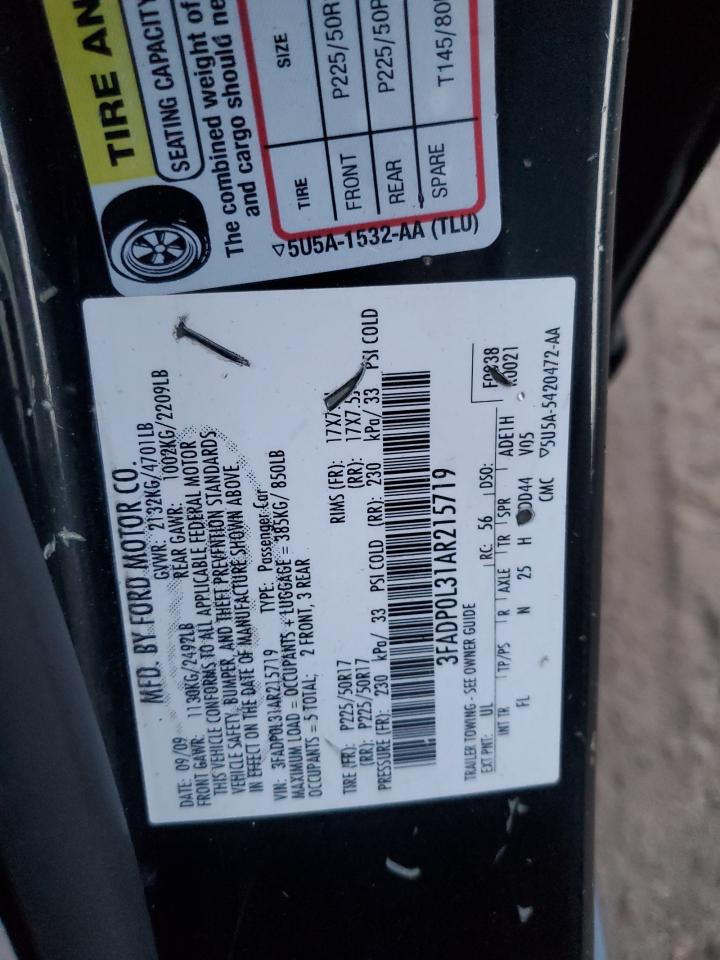 TIRE AN
SEATING CAPACITY
The combined weight of
and cargo should ne
TIRE SIZE
FRONT P225/50R
REAR P225/50R
SPARE T145/80
5U5A-1532-AA (TLU)
MFD. BY FORD MOTOR CO.
DATE: 09/09 GVWR: 2132KG/4701LB
FRONT GAWR: 1130KG/2492LB REAR GAWR: 1002KG/2209LB
THIS VEHICLE CONFORMS TO ALL APPLICABLE FEDERAL MOTOR
VEHICLE SAFETY, BUMPER, AND THEFT PREVENTION STANDARDS
IN EFFECT ON THE DATE OF MANUFACTURE SHOWN ABOVE.
VIN: 3FADP0L31AR215719 TYPE: Passenger Car
MAXIMUM LOAD = OCCUPANTS + LUGGAGE = 385KG/ 850LB
OCCUPANTS = 5 TOTAL; 2 FRONT, 3 REAR
TIRE (FR): P225/50R17 RIMS (FR): 17X7.
(RR): P225/50R17 (RR): 17X7.5
PRESSURE (FR): 230 kPa/ 33 PSI COLD (RR): 230 kPa/ 33 PSI COLD
3FADP0L31AR215719
TRAILER TOWING - SEE OWNER GUIDE
EXT PNT: UL RC: 56 DSO:
INT TR TP/PS R AXLE TR SPR ADE1H
FL N 25 H DD44 V05
CMC 5U5A-5420472-AA